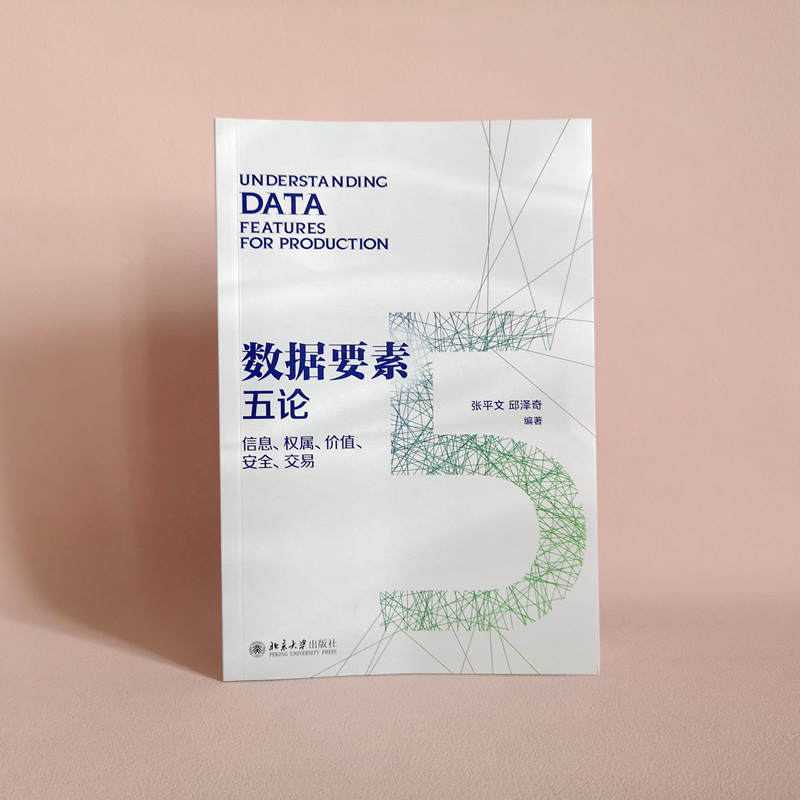 UNDERSTANDING
DATA
FEATURES
FOR PRODUCTION
数据要素
五论
信息、权属、价值、
安全、交易
张平文 邱泽奇
编著
北京大学出版社
PEKING UNIVERSITY PRESS